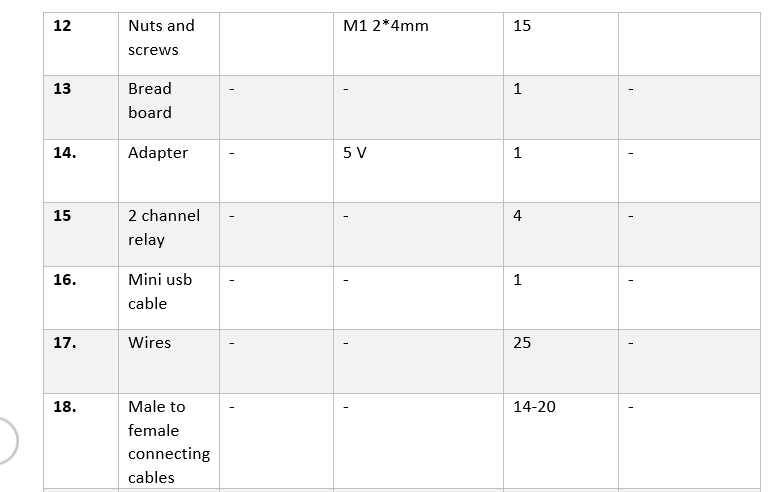 12 Nuts and M1 2*4mm 15
screws
13 Bread - - 1 -
board
14. Adapter - 5 V 1 -
15 2 channel - - 4 -
relay
16. Mini usb - - 1 -
cable
17. Wires - - 25 -
18. Male to - - 14-20 -
female
connecting
cables